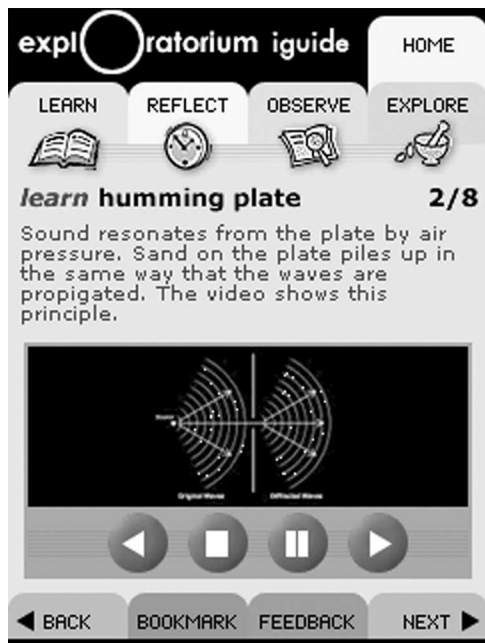 expl ratorium iguide
HOME
LEARN REFLECT OBSERVE EXPLORE
learn humming plate 2/8
Sound resonates from the plate by air
pressure. Sand on the plate piles up in
the same way that the waves are
propigated. The video shows this
principle.
Source
Original Waves Diffracted Waves
BACK BOOKMARK FEEDBACK NEXT